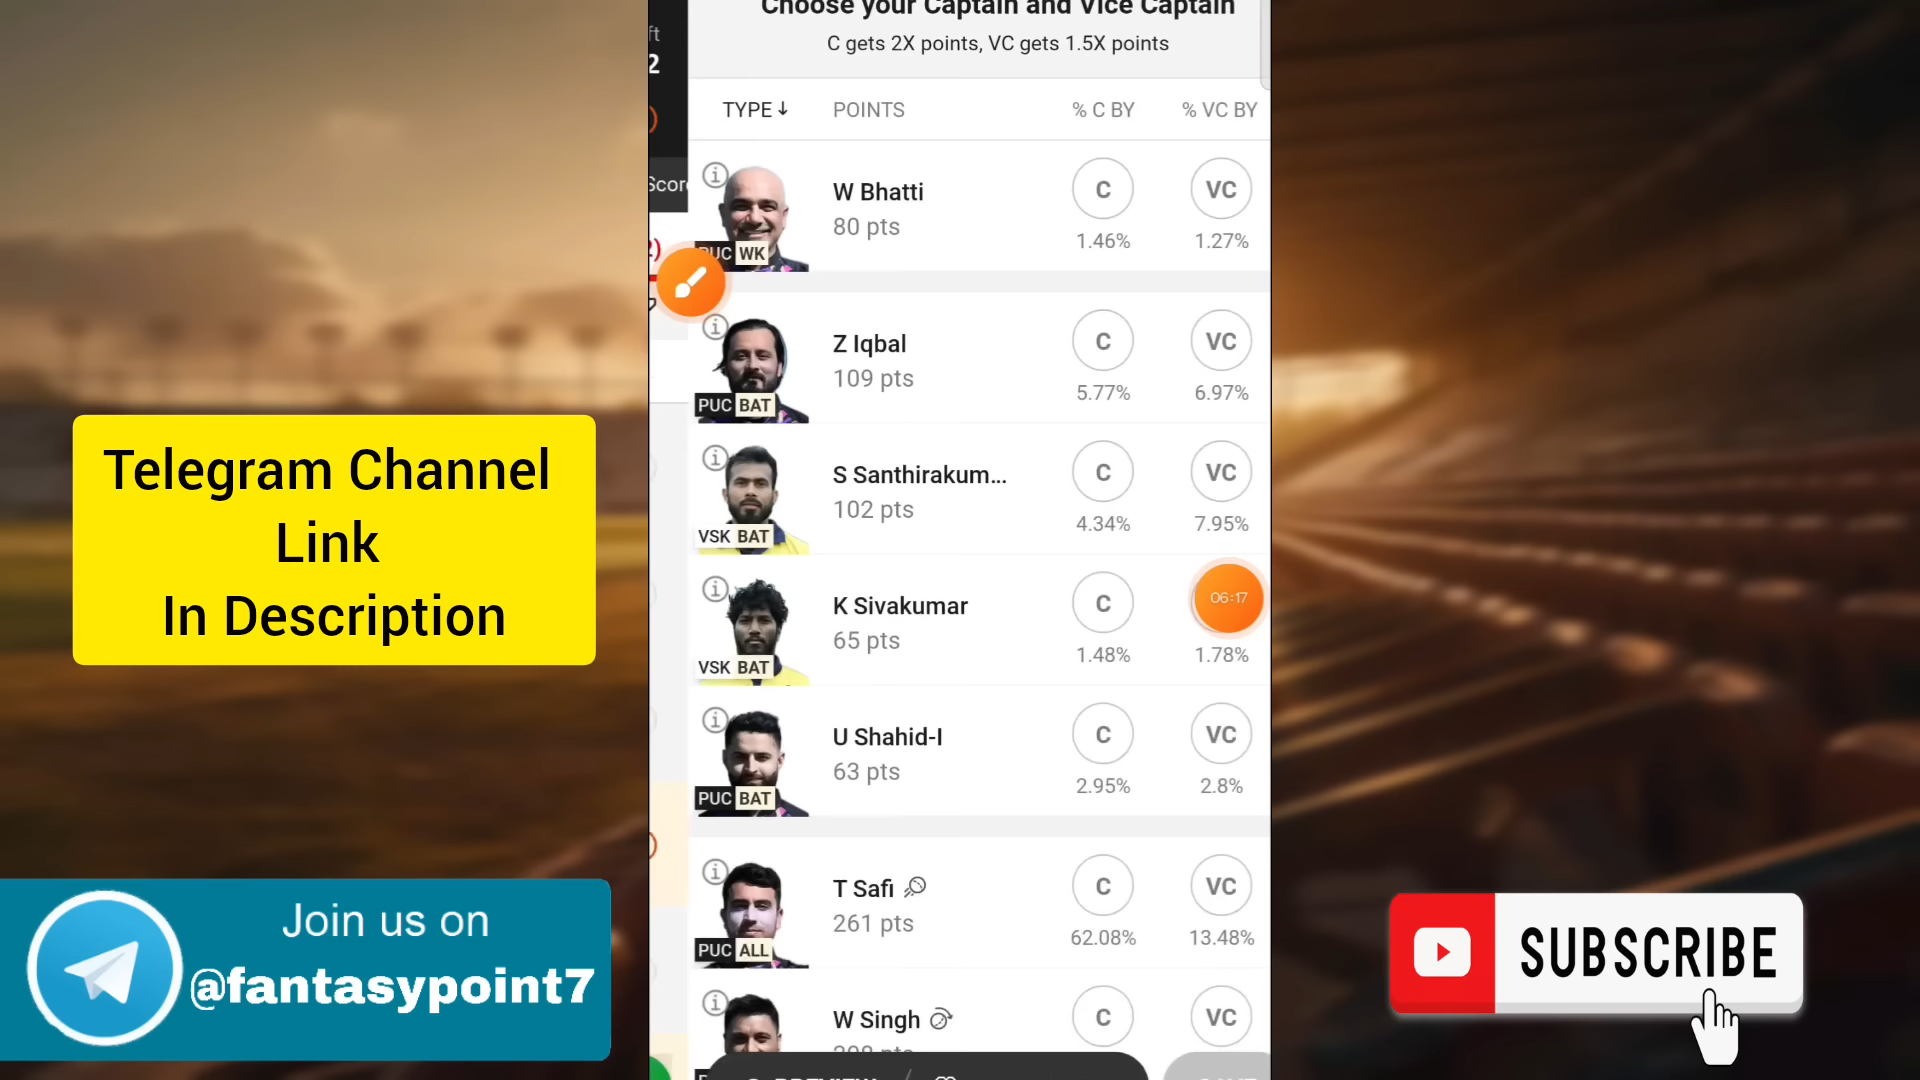 Choose your Captain and Vice Captain
C gets 2X points, VC gets 1.5X points
ft
2
TYPE↓ POINTS % C BY % VC BY
W Bhatti C VC
80 pts 1.46% 1.27%
WK
Z Iqbal C VC
109 pts 5.77% 6.97%
PUC BAT
S Santhirakum... C VC
102 pts 4.34% 7.95%
VSK BAT
K Sivakumar C 06:17
65 pts 1.48% 1.78%
VSK BAT
U Shahid-I C VC
63 pts 2.95% 2.8%
PUC BAT
T Safi C VC
261 pts 62.08% 13.48%
PUC ALL
W Singh C VC
Telegram Channel
Link
In Description
Join us on
@fantasypoint7
SUBSCRIBE